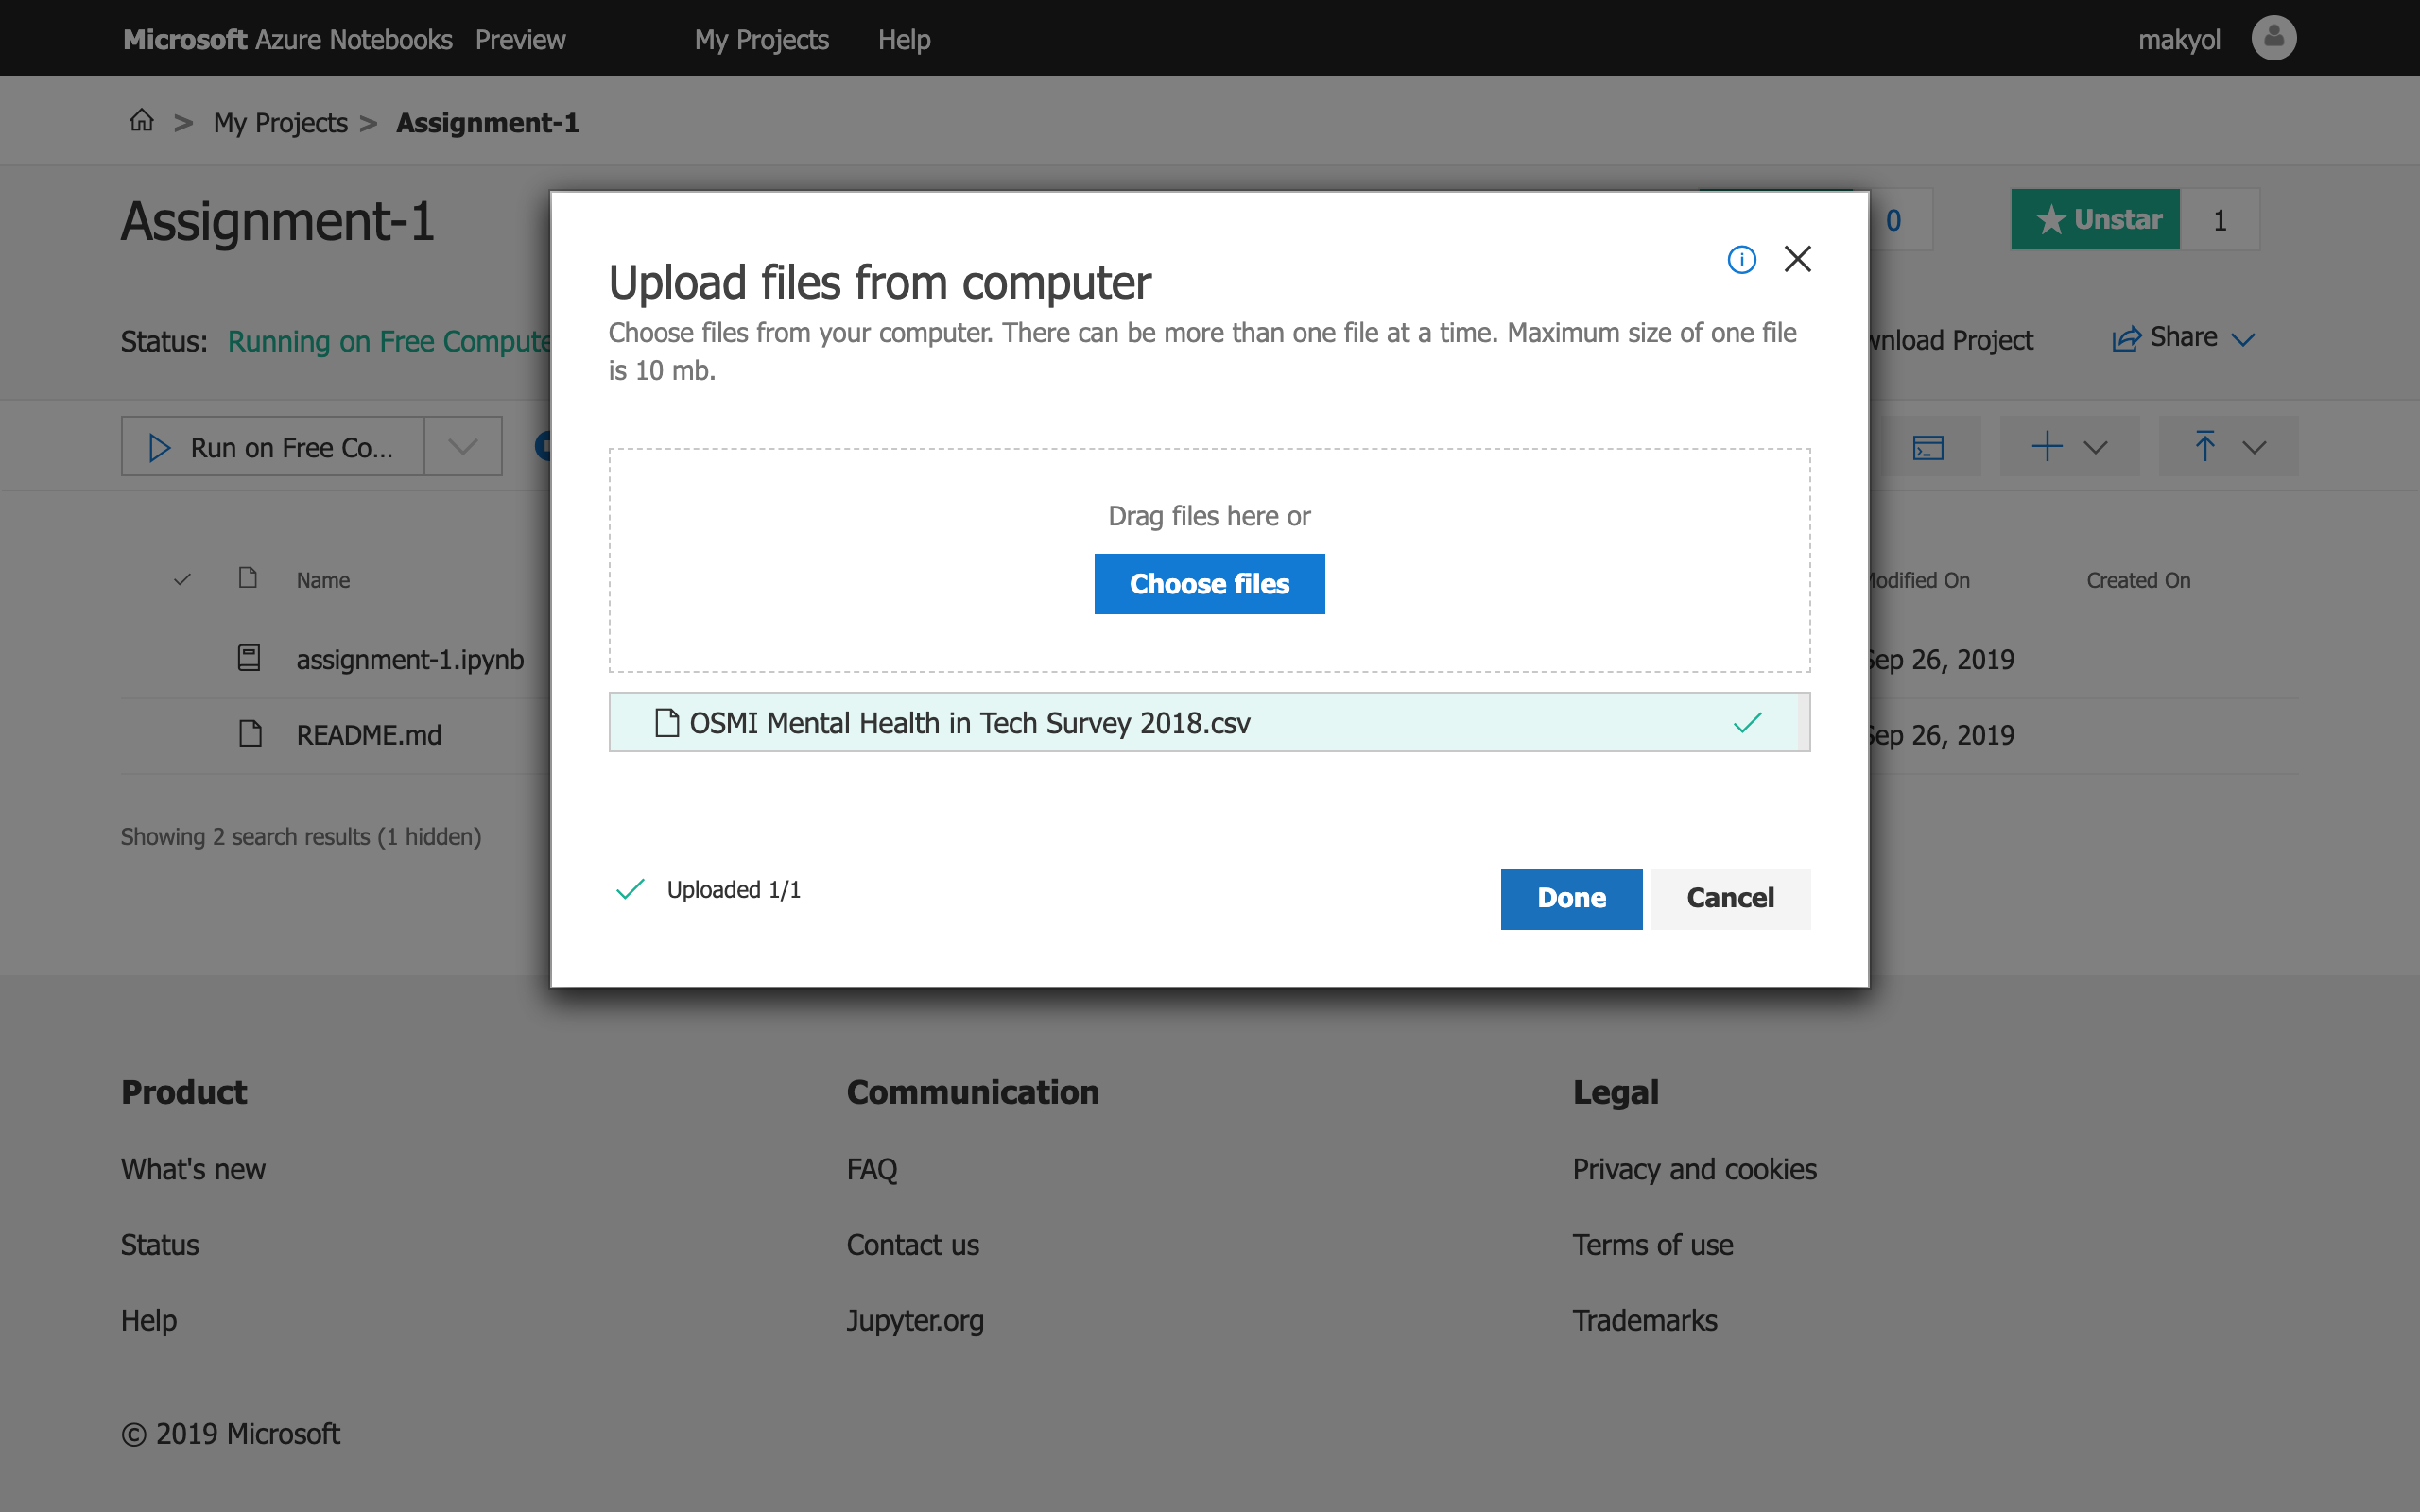 Microsoft Azure Notebooks Preview My Projects Help makyol
> My Projects > Assignment-1
Assignment-1
0
Unstar 1
Status: Running on Free Compute
Project
Share
Run on Free Co...
Name
Modified On
Created On
assignment-1.ipynb
Sep 26, 2019
README.md
Sep 26, 2019
Showing 2 search results (1 hidden)
Upload files from computer
Choose files from your computer. There can be more than one file at a time. Maximum size of one file
is 10 mb.
Drag files here or
Choose files
OSMI Mental Health in Tech Survey 2018.csv
Uploaded 1/1
Done
Cancel
Product
What's new
Status
Help
Communication
FAQ
Contact us
Jupyter.org
Legal
Privacy and cookies
Terms of use
Trademarks
© 2019 Microsoft